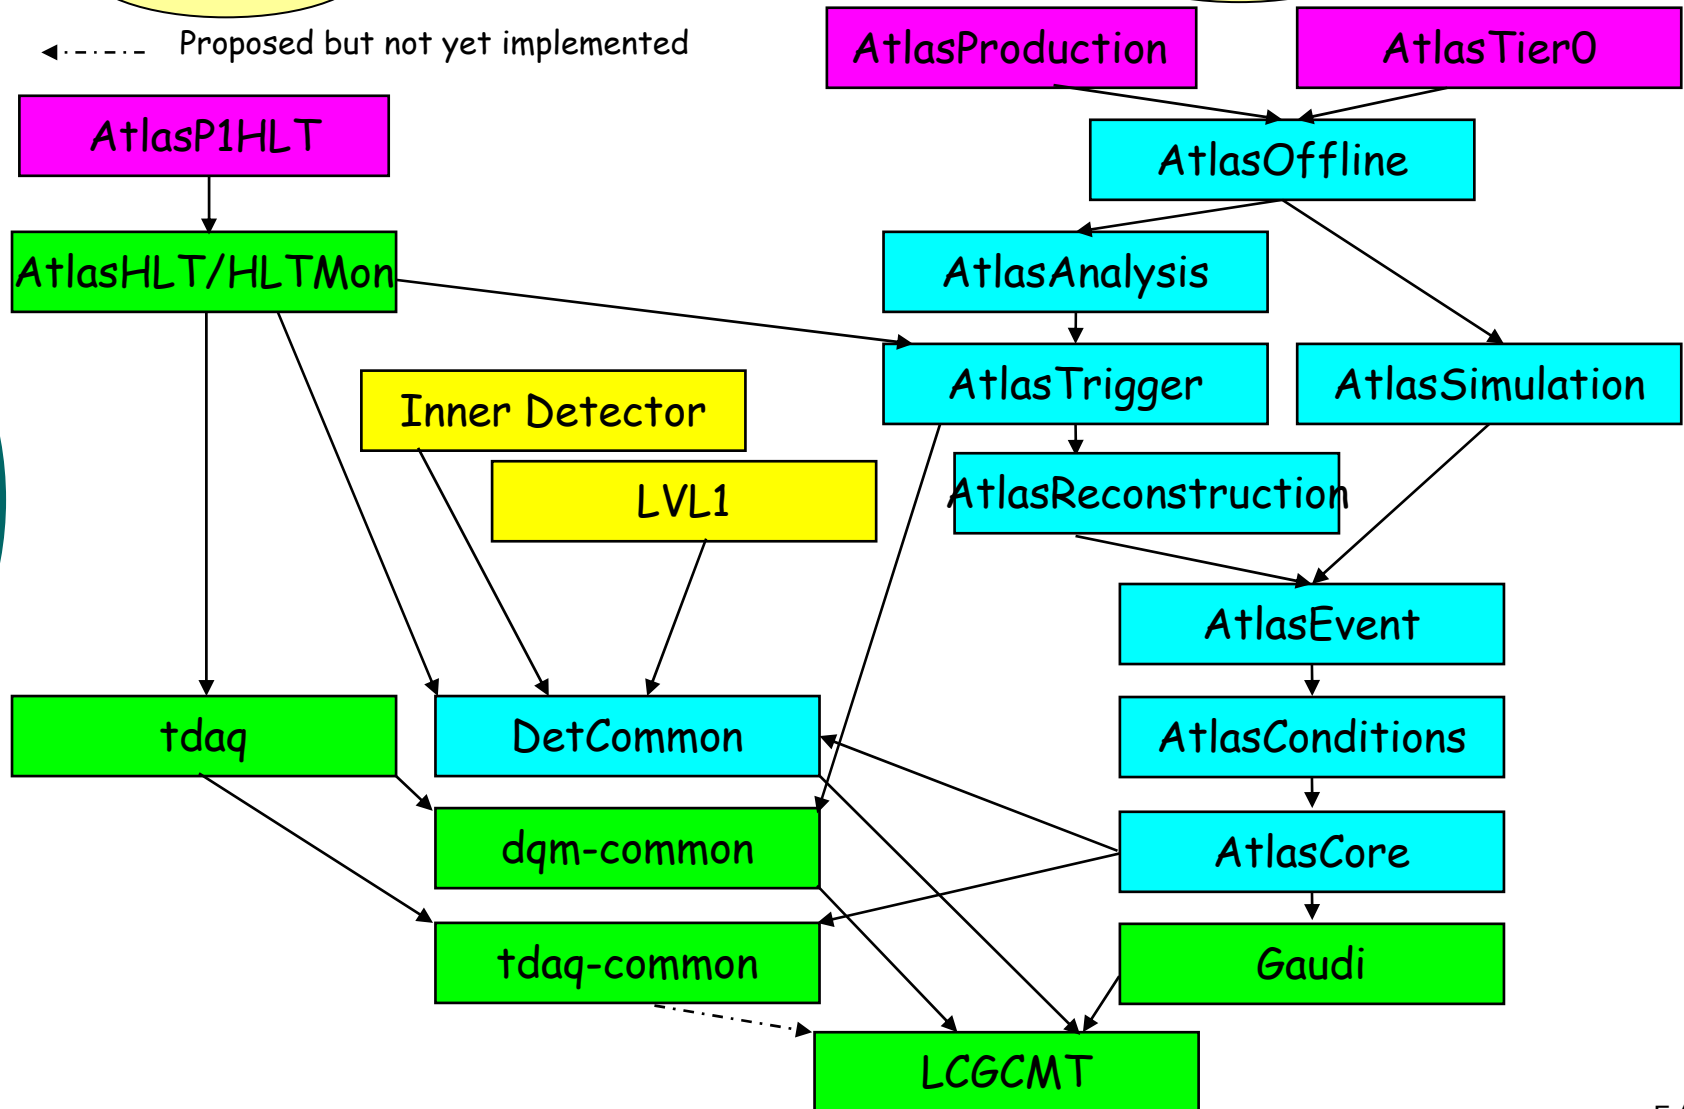 Proposed but not yet implemented
AtlasProduction
AtlasTier0
AtlasP1HLT
AtlasOffline
AtlasHLT/HLTMon
AtlasAnalysis
AtlasTrigger
AtlasSimulation
Inner Detector
LVL1
AtlasReconstruction
AtlasEvent
tdaq
DetCommon
AtlasConditions
dqm-common
AtlasCore
tdaq-common
Gaudi
LCGCMT